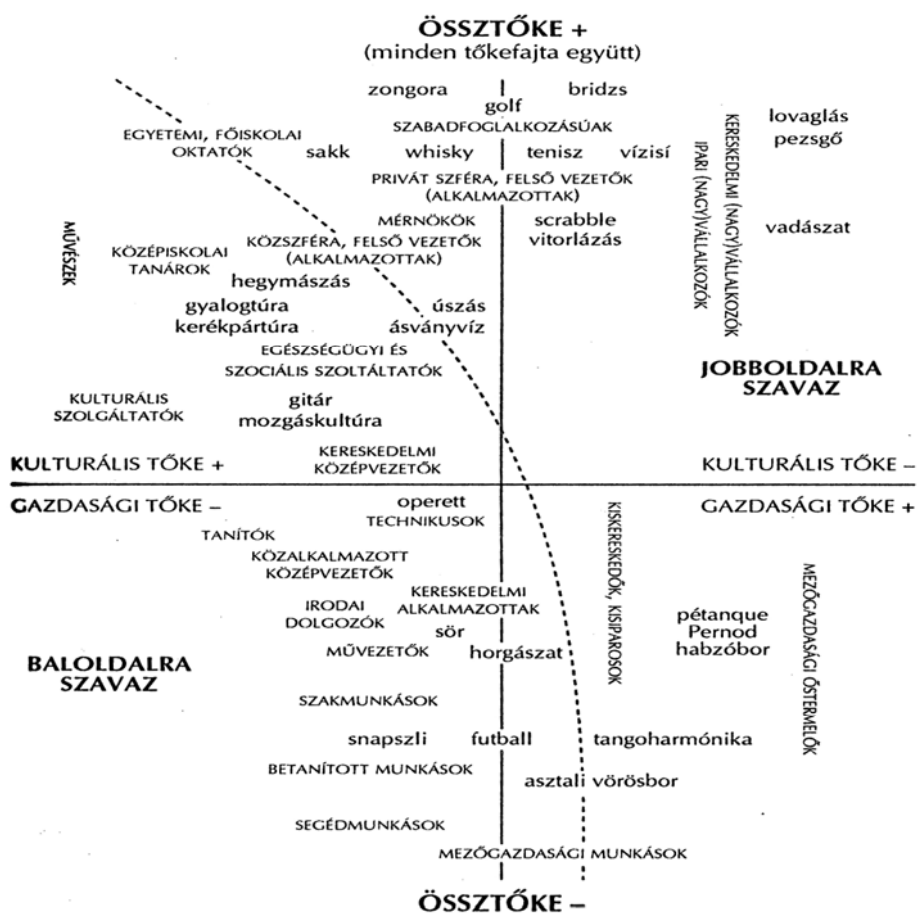 ÖSSZTŐKE +
(minden tőkefajta együtt)
zongora
bridzs
golf
SZABADFOGLALKOZÁSÚAK
lovaglás
pezsgő
EGYETEMI, FŐISKOLAI
OKTATÓK
sakk
whisky
tenisz
vízisí
KERESKEDELMI (NAGY)VÁLLALKOZÓK
IPARI (NAGY)VÁLLALKOZÓK
PRIVÁT SZFÉRA, FELSŐ VEZETŐK
(ALKALMAZOTTAK)
MŰVÉSZEK
MÉRNÖKÖK
scrabble
vitorlázás
vadászat
KÖZÉPISKOLAI
TANÁROK
KÖZSZFÉRA, FELSŐ VEZETŐK
(ALKALMAZOTTAK)
hegymászás
gyalogtúra
kerékpártúra
úszás
ásványvíz
EGÉSZSÉGÜGYI ÉS
SZOCIÁLIS SZOLTÁLTATÓK
JOBBOLDALRA
SZAVAZ
KULTURÁLIS
SZOLGÁLTATÓK
gitár
mozgáskultúra
KERESKEDELMI
KÖZÉPVEZETŐK
KULTURÁLIS TŐKE +
KULTURÁLIS TŐKE –
GAZDASÁGI TŐKE –
GAZDASÁGI TŐKE +
operett
TECHNIKUSOK
TANÍTÓK
KÖZALKALMAZOTT
KÖZÉPVEZETŐK
KISKERESKEDŐK, KISIPAROSOK
MEZŐGAZDASÁGI ŐSTERMELŐK
KERESKEDELMI
ALKALMAZOTTAK
IRODAI
DOLGOZÓK
sör
pétanque
Pernod
habzóbor
MŰVEZETŐK
horgászat
BALOLDALRA
SZAVAZ
SZAKMUNKÁSOK
snapszli
futball
tangoharmónika
BETANÍTOTT MUNKÁSOK
asztali vörösbor
SEGÉDMUNKÁSOK
MEZŐGAZDASÁGI MUNKÁSOK
ÖSSZTŐKE –